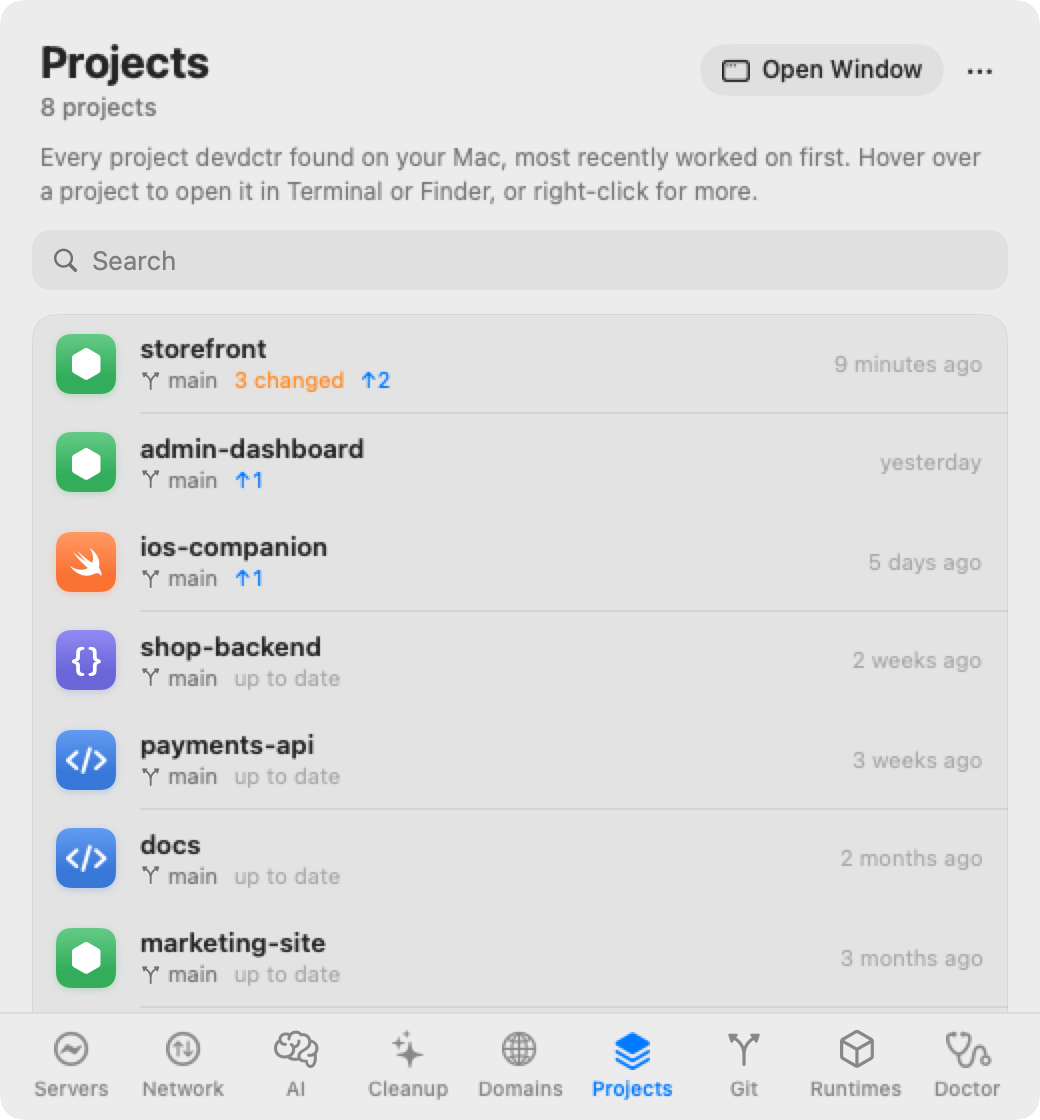 Projects
8 projects
Open Window
Every project devdctr found on your Mac, most recently worked on first. Hover over
a project to open it in Terminal or Finder, or right-click for more.
Search
storefront
main 3 changed ↑2
9 minutes ago
admin-dashboard
main ↑1
yesterday
ios-companion
main ↑1
5 days ago
{} shop-backend
main up to date
2 weeks ago
</> payments-api
main up to date
3 weeks ago
</> docs
main up to date
2 months ago
marketing-site
main up to date
3 months ago
Servers Network AI Cleanup Domains Projects Git Runtimes Doctor